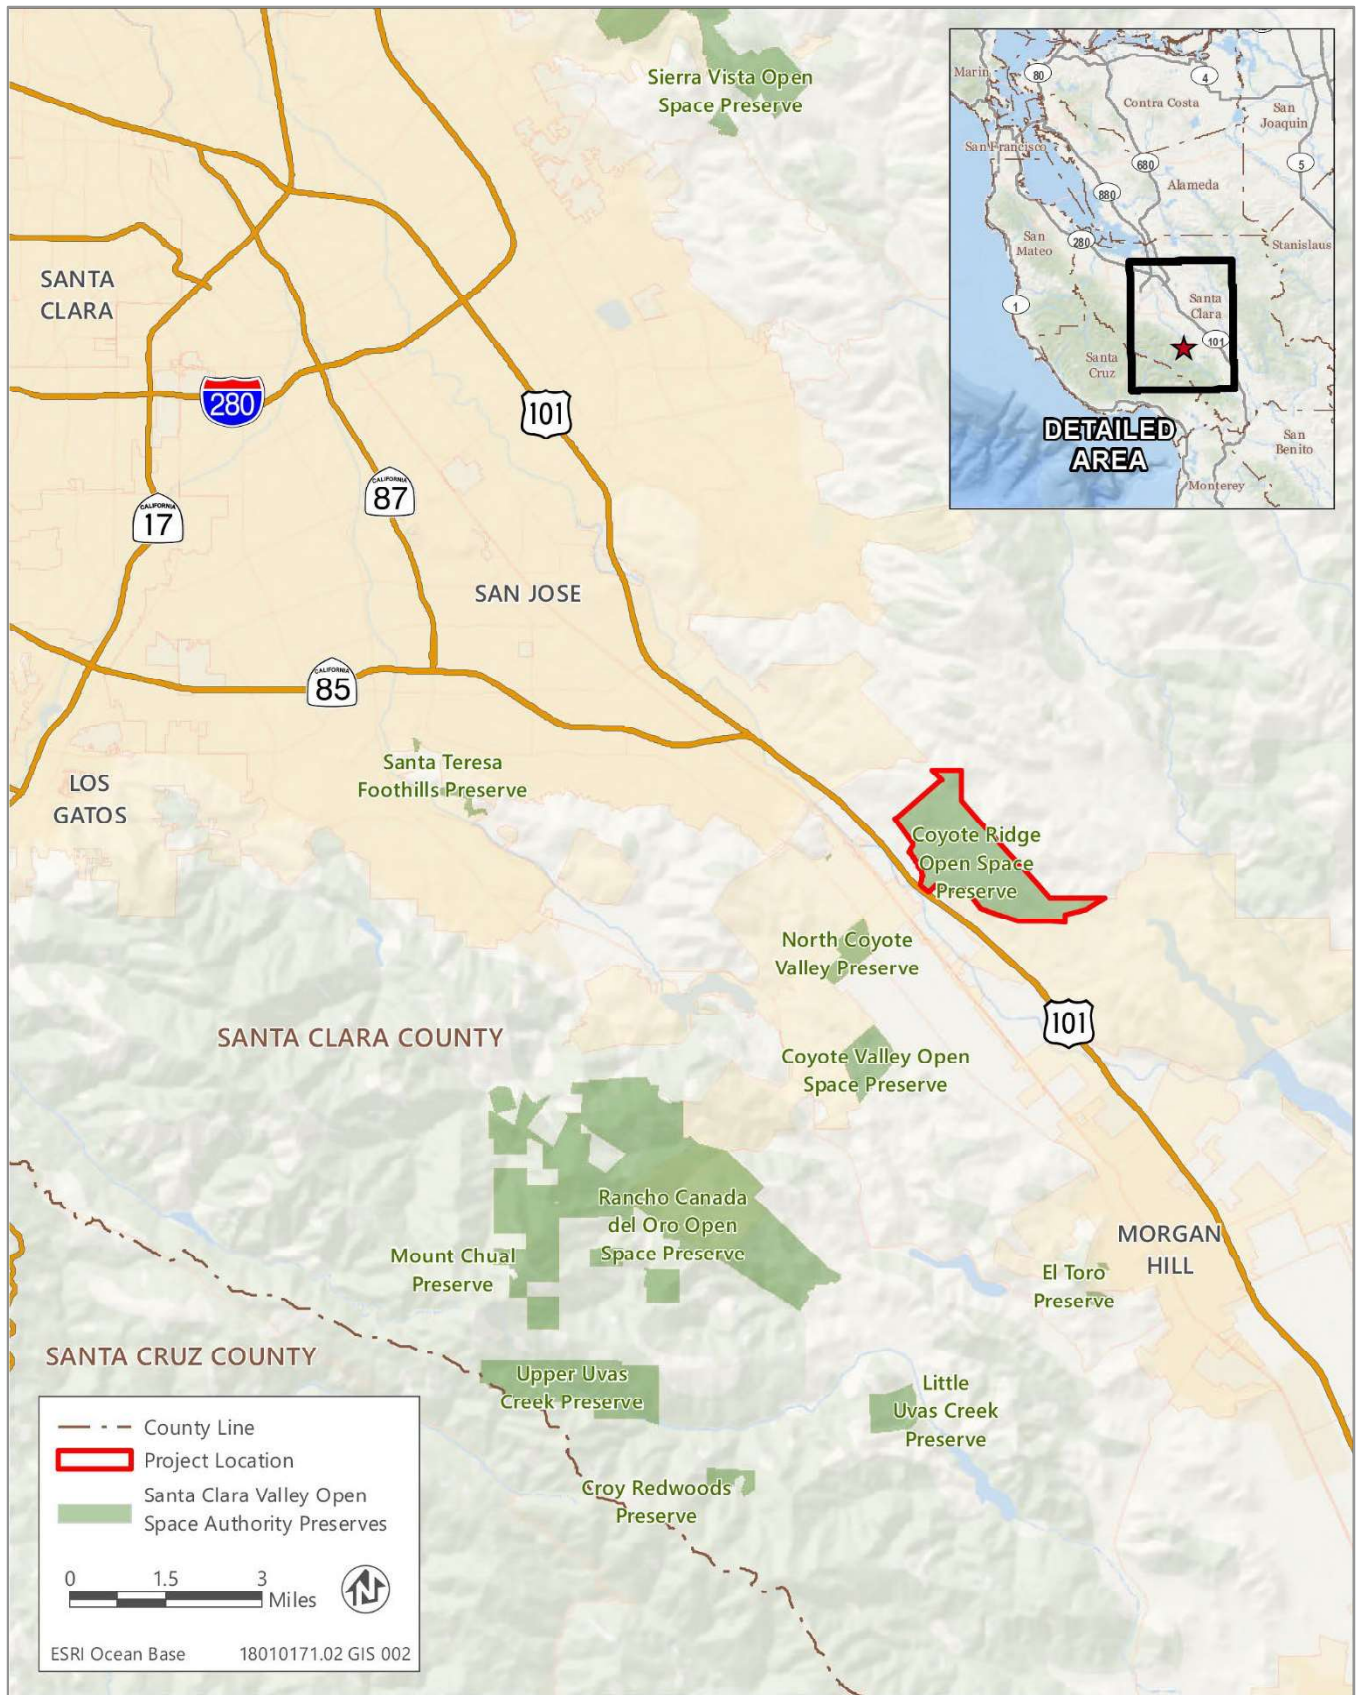 Sierra Vista Open
Space Preserve
Marin
80
4
Contra Costa
San
Joaquin
San Francisco
680
5
880
Alameda
San
Mateo
280
Stanislaus
1
Santa
Clara
101
Santa
Cruz
DETAILED
AREA
San
Benito
Monterey
SANTA
CLARA
280
101
CALIFORNIA
87
CALIFORNIA
17
SAN JOSE
CALIFORNIA
85
Santa Teresa
Foothills Preserve
LOS
GATOS
Coyote Ridge
Open Space
Preserve
North Coyote
Valley Preserve
101
SANTA CLARA COUNTY
Coyote Valley Open
Space Preserve
Rancho Canada
del Oro Open
Space Preserve
Mount Chual
Preserve
MORGAN
HILL
El Toro
Preserve
SANTA CRUZ COUNTY
Upper Uvas
Creek Preserve
Little
Uvas Creek
Preserve
Croy Redwoods
Preserve
County Line
Project Location
Santa Clara Valley Open
Space Authority Preserves
0 1.5 3
Miles
N
ESRI Ocean Base 18010171.02 GIS 002